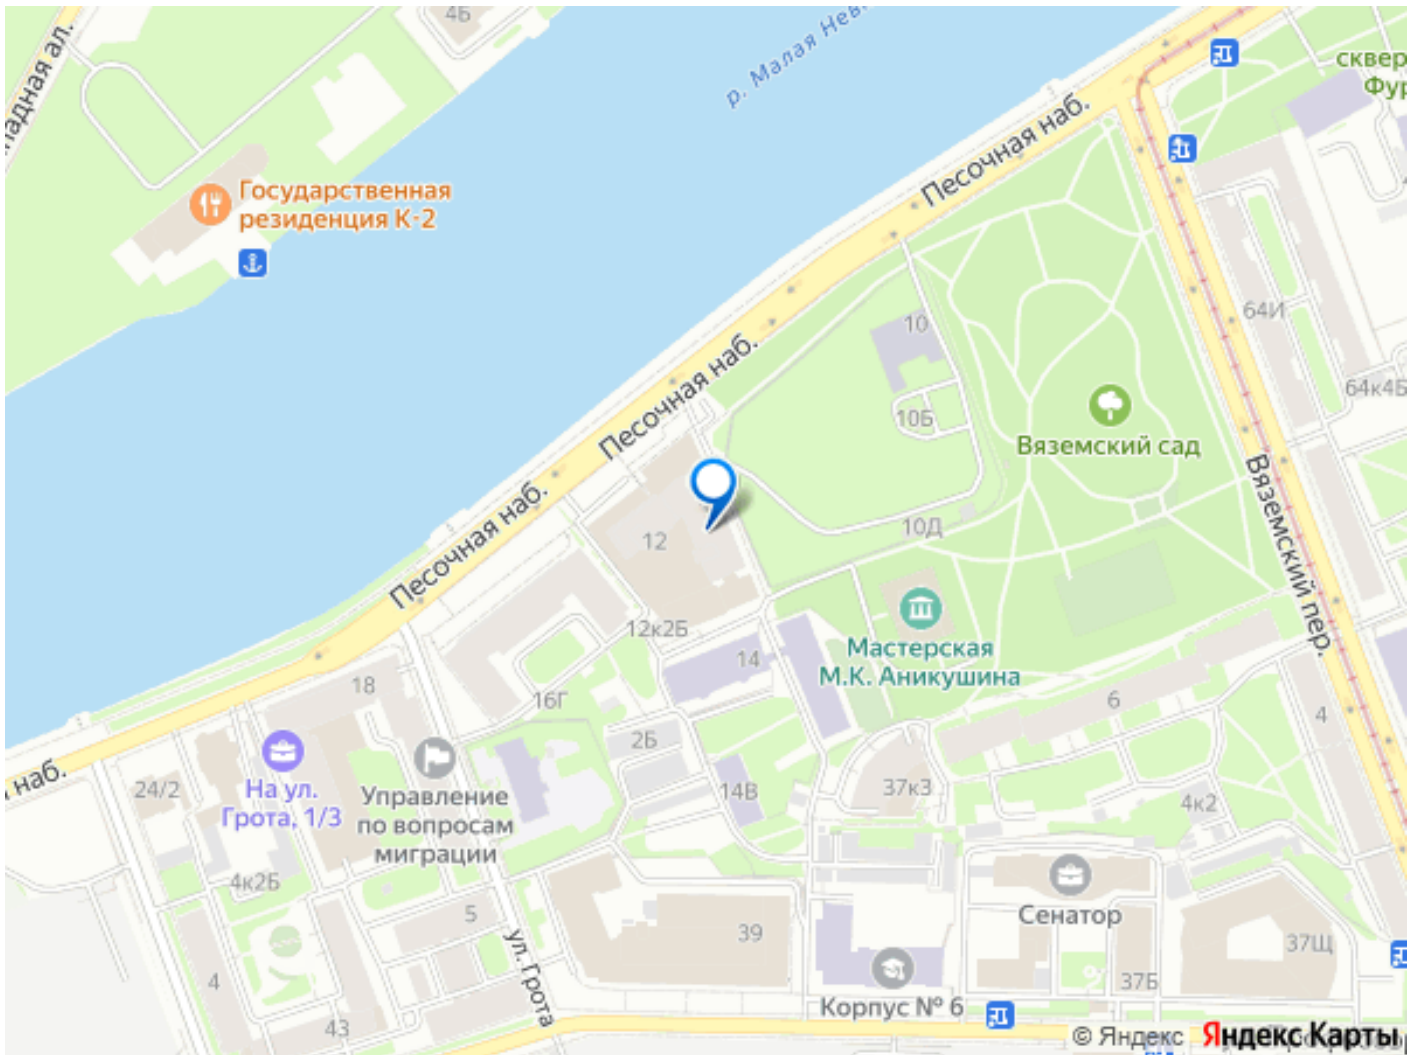 4Б
р. Малая Нев
сквер
Фур
адная ал.
Песочная наб.
Государственная
резиденция К-2
10
64И
Песочная наб.
64к4Б
10Б
Вяземский сад
Песочная наб.
12
10Д
Вяземский пер.
12к2Б
Мастерская
М.К. Аникушина
14
18
16Г
6
4
2Б
наб.
24/2
На ул.
Грота, 1/3
Управление
по вопросам
миграции
14В
37к3
4к2
4к2Б
5
Сенатор
39
37Щ
ул. Грота
4
37Б
Корпус № 6
43
© Яндекс
Яндекс Карты